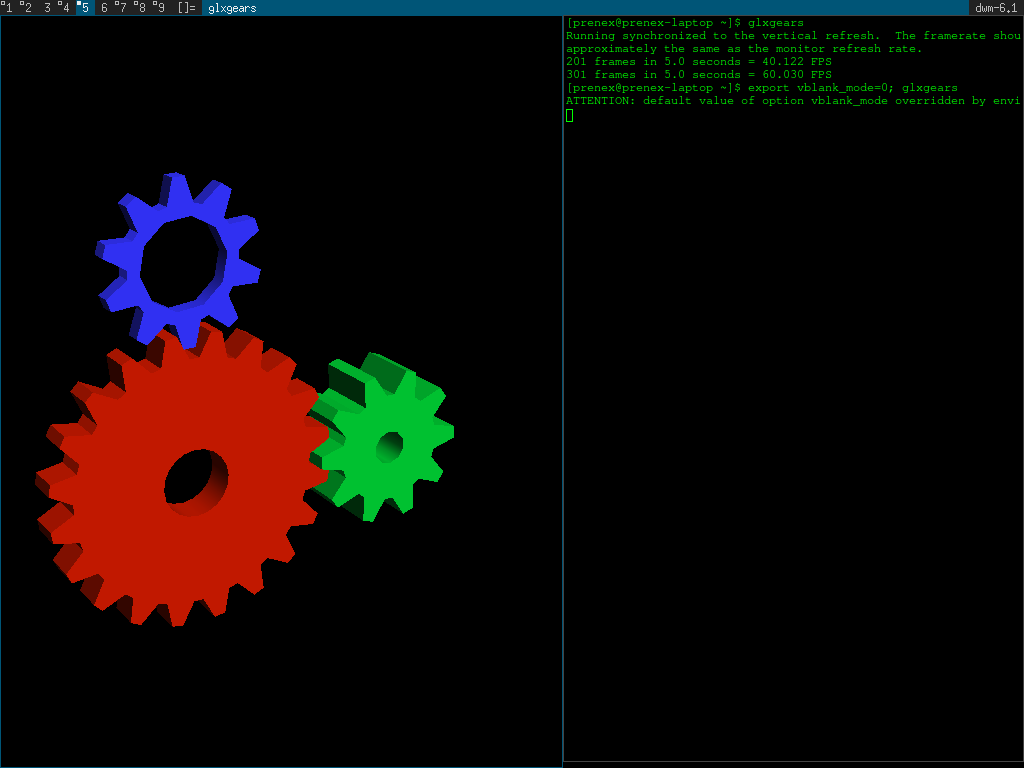 1 2 3 4 5 6 7 8 9 []= glxgears dwm-6.1
[prenex@prenex-laptop ~]$ glxgears
Running synchronized to the vertical refresh.  The framerate shou
approximately the same as the monitor refresh rate.
201 frames in 5.0 seconds = 40.122 FPS
301 frames in 5.0 seconds = 60.030 FPS
[prenex@prenex-laptop ~]$ export vblank_mode=0; glxgears
ATTENTION: default value of option vblank_mode overridden by envi